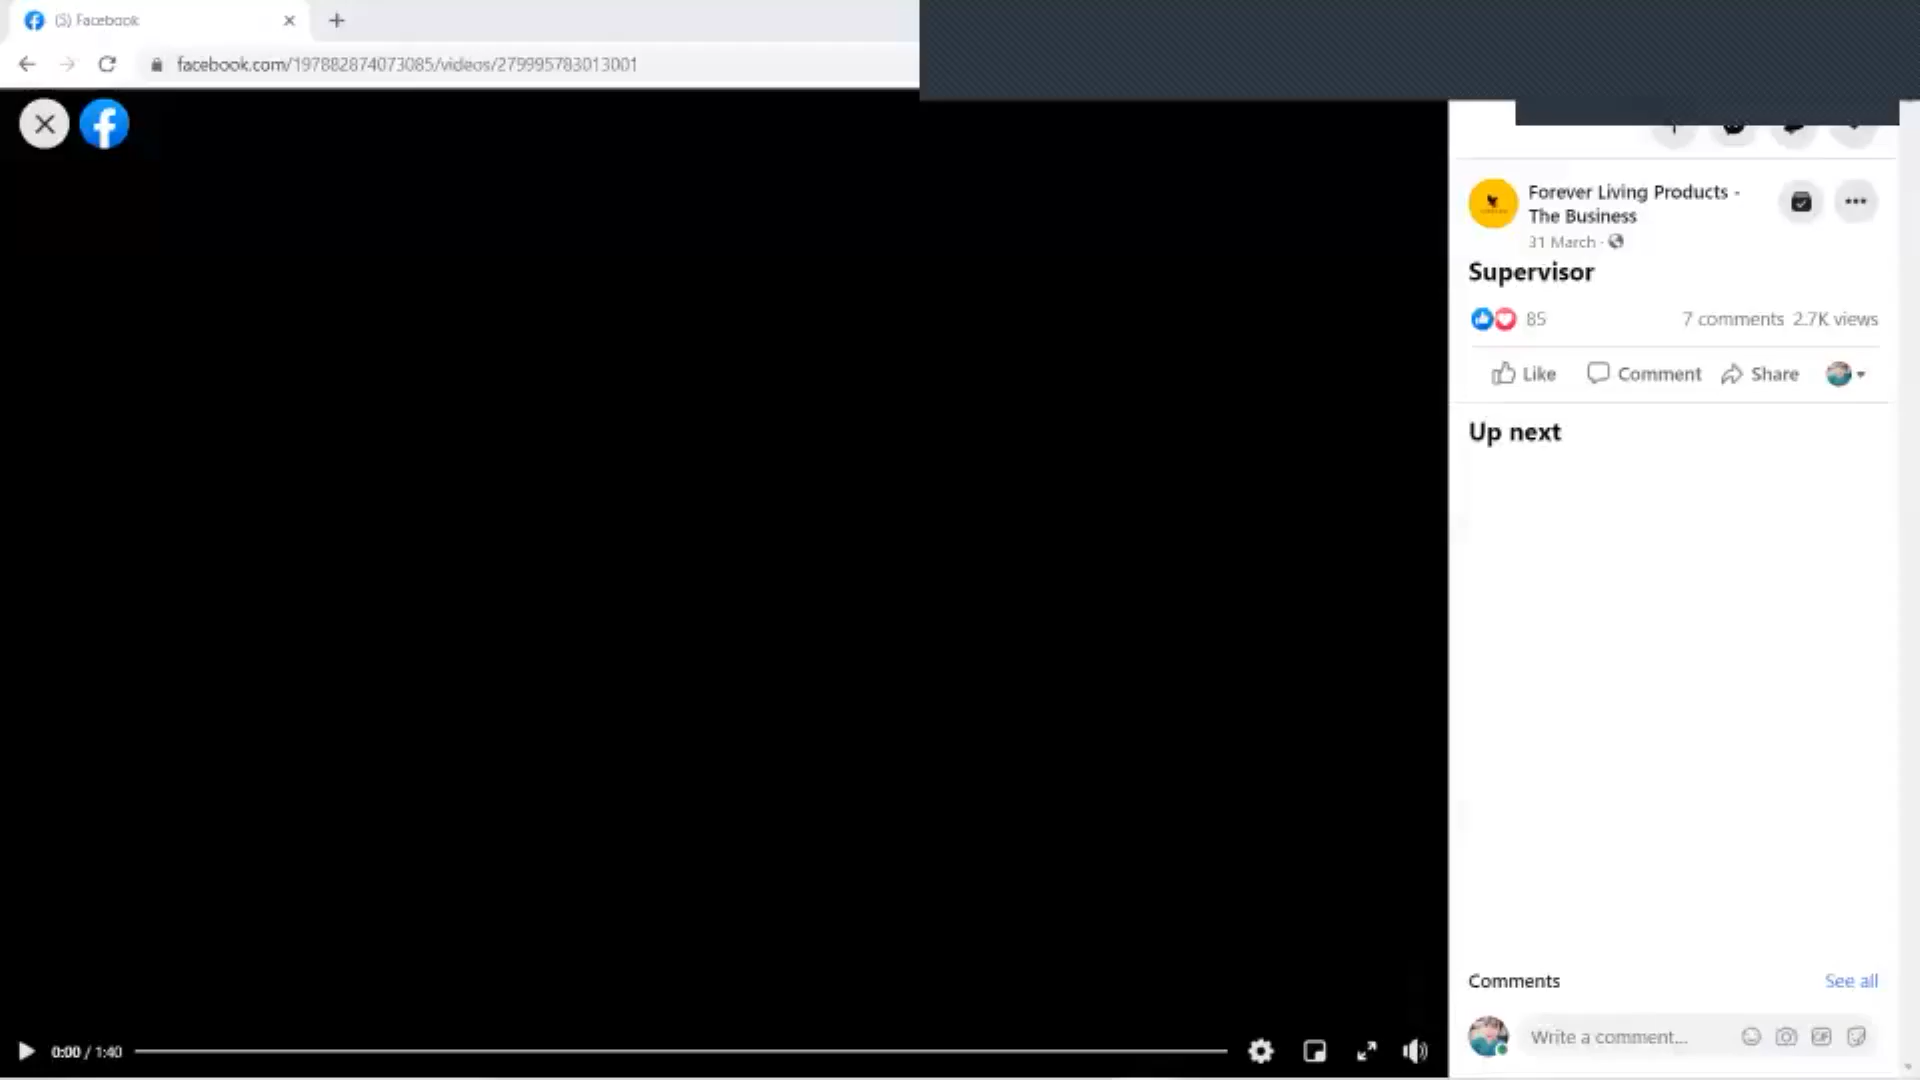 (5) Facebook
facebook.com/197882874073085/videos/279995783013001
Forever Living Products -
The Business
31 March ·
Supervisor
85
7 comments 2.7K views
Like
Comment
Share
Up next
Comments
See all
Write a comment...
0:00 / 1:40